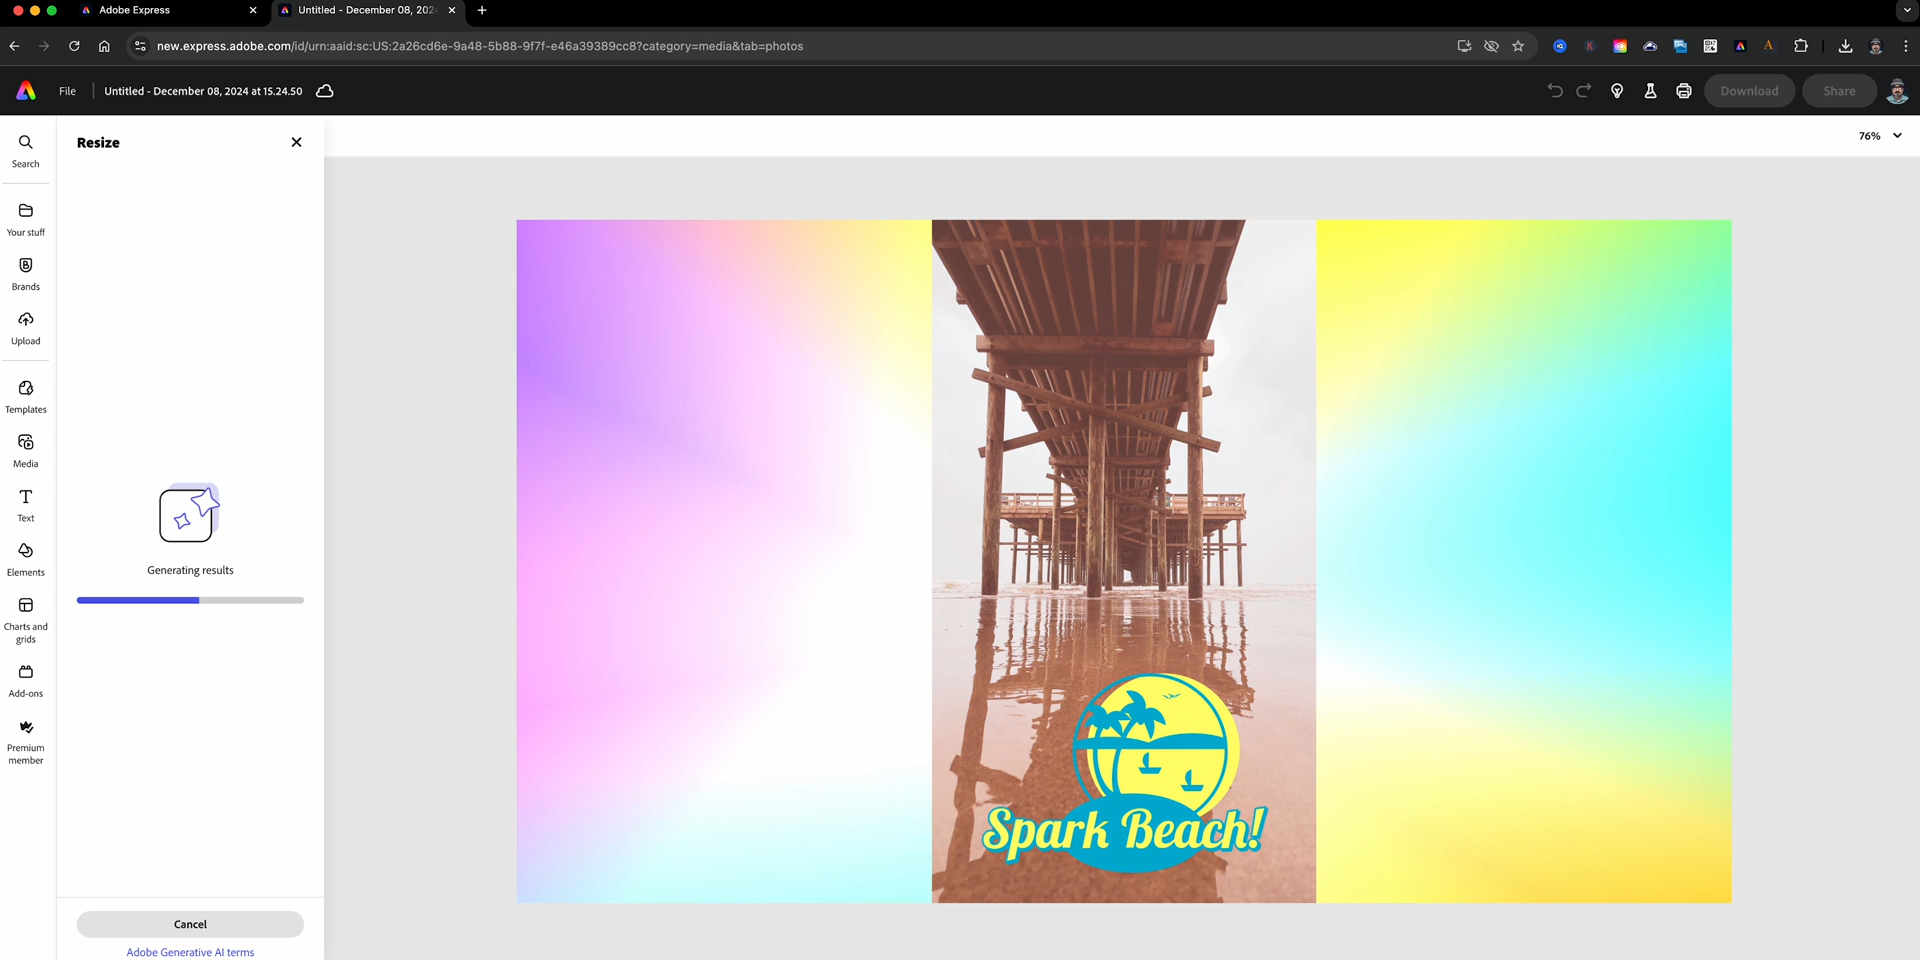 Adobe Express
Untitled - December 08, 202
new.express.adobe.com/id/urn:aaid:sc:US:2a26cd6e-9a48-5b88-9f7f-e46a39389cc8?category=media&tab=photos
File
Untitled - December 08, 2024 at 15.24.50
Download
Share
Resize
76%
Search
Your stuff
Brands
Upload
Templates
Media
Text
Elements
Charts and
grids
Add-ons
Premium
member
Generating results
Spark Beach!
Cancel
Adobe Generative AI terms